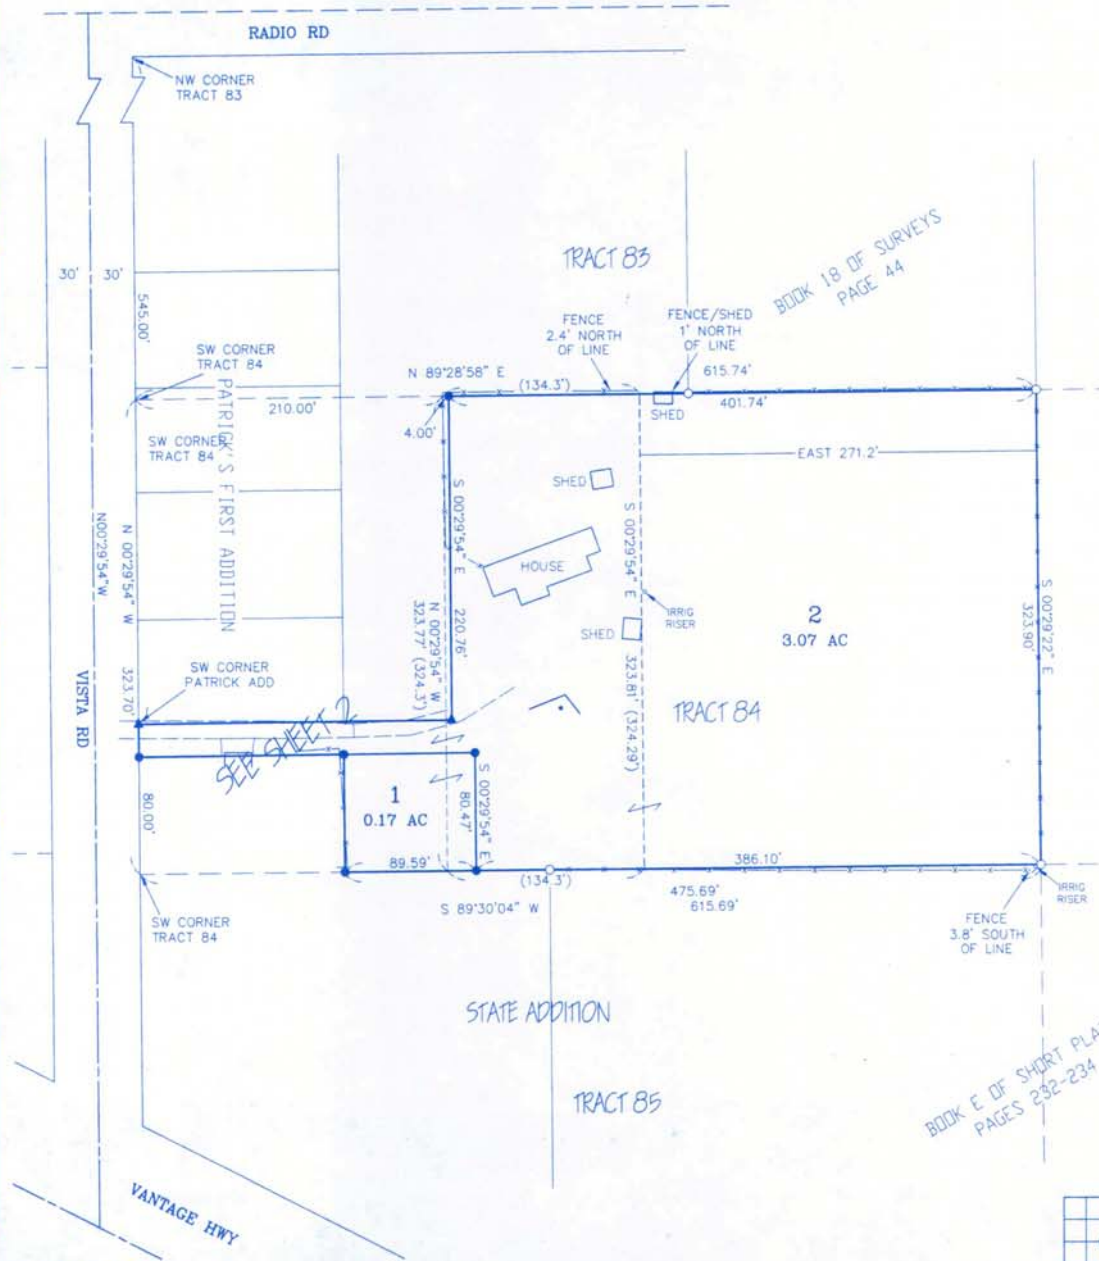 RADIO RD
NW CORNER
TRACT 83
TRACT 83
BOOK 18 OF SURVEYS
PAGE 44
30'
30'
545.00'
FENCE
2.4' NORTH
OF LINE
FENCE/SHED
1' NORTH
OF LINE
SW CORNER
TRACT 84
N 89°28'58" E
(134.3')
615.74'
210.00'
4.00'
SHED
401.74'
SW CORNER
TRACT 84
PATRICK'S FIRST ADDITION
EAST 271.2'
SHED
S 00°29'54" E
220.76'
S 00°29'54" E
323.81' (324.29')
N00°29'54"W
N 00°29'54" W
323.70'
HOUSE
IRRIG
RISER
2
3.07 AC
S 00°29'22" E
323.90'
N 00°29'54" W
323.77' (324.3')
SHED
SW CORNER
PATRICK ADD
VISTA RD
TRACT 84
SEE SHEET 2
1
0.17 AC
80.00'
80.47'
S 00°29'54" E
89.59'
(134.3')
386.10'
475.69'
615.69'
S 89°30'04" W
IRRIG
RISER
SW CORNER
TRACT 84
FENCE
3.8' SOUTH
OF LINE
STATE ADDITION
TRACT 85
BOOK E OF SHORT PLA
PAGES 232-234
VANTAGE HWY